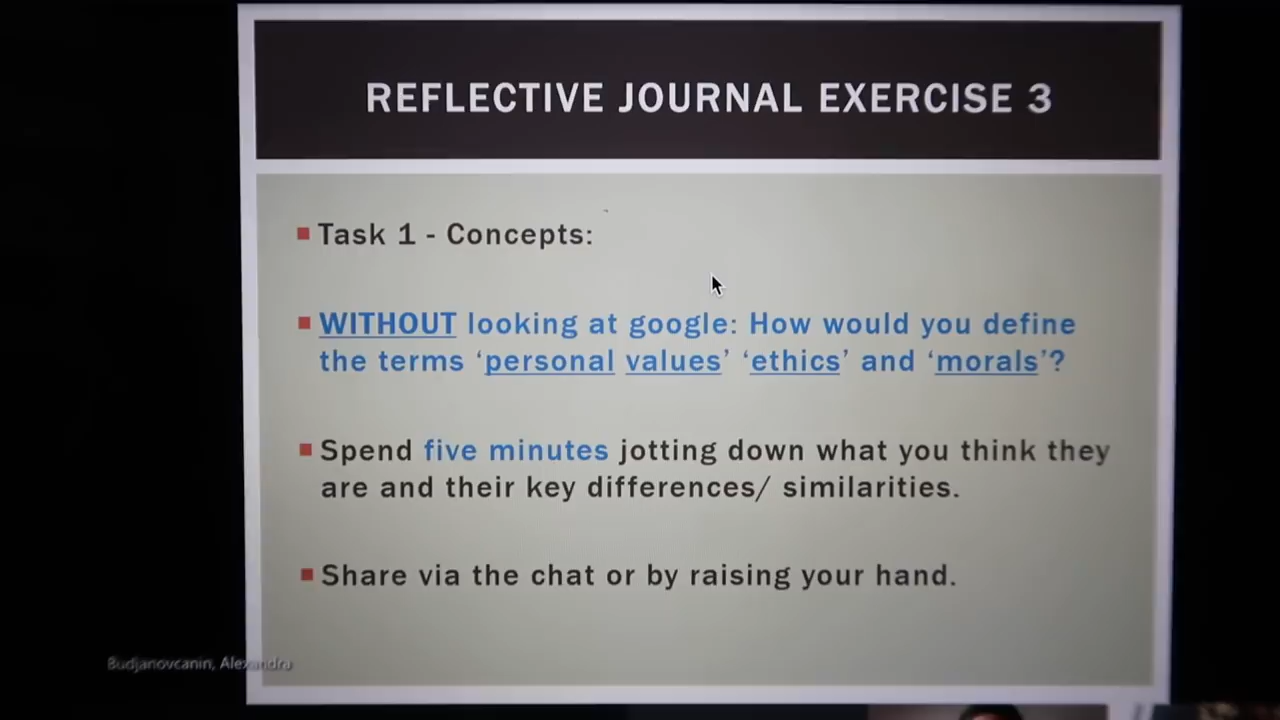 REFLECTIVE JOURNAL EXERCISE 3
Task 1 - Concepts:
WITHOUT looking at google: How would you define
the terms ‘personal values’ ‘ethics’ and ‘morals’?
Spend five minutes jotting down what you think they
are and their key differences/ similarities.
Share via the chat or by raising your hand.
Budjanovcanin, Alexandra